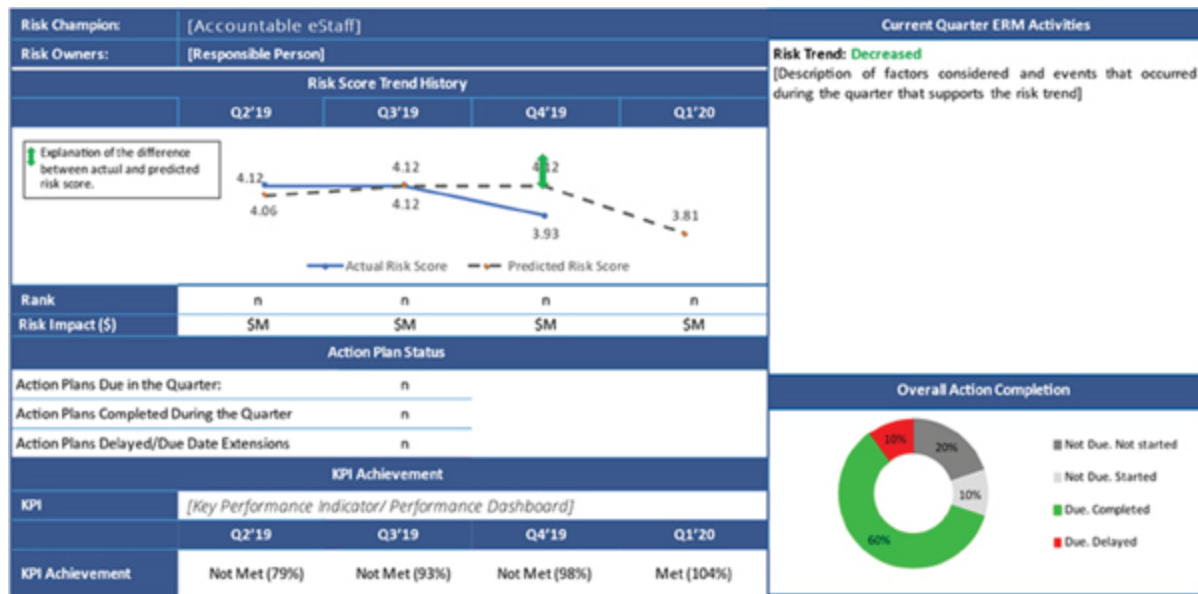 Risk Champion: [Accountable eStaff]
Risk Owners: [Responsible Person]
Risk Score Trend History
Q2'19 Q3'19 Q4'19 Q1'20
Explanation of the difference
between actual and predicted
risk score.
4.12 4.12 3.81
4.06 4.12 3.93
Actual Risk Score Predicted Risk Score
Rank n n n n
Risk Impact ($) $M $M $M $M
Action Plan Status
Action Plans Due in the Quarter: n
Action Plans Completed During the Quarter n
Action Plans Delayed/Due Date Extensions n
KPI Achievement
KPI [Key Performance Indicator/ Performance Dashboard]
Q2'19 Q3'19 Q4'19 Q1'20
KPI Achievement Not Met (79%) Not Met (93%) Not Met (98%) Met (104%)
Current Quarter ERM Activities
Risk Trend: Decreased
[Description of factors considered and events that occurred
during the quarter that supports the risk trend]
Overall Action Completion
10% 20%
10%
60%
Not Due. Not started
Not Due. Started
Due. Completed
Due. Delayed